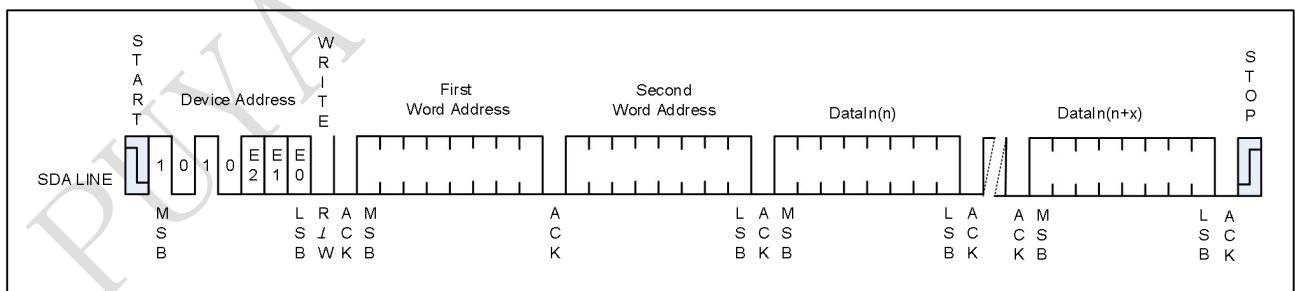 PUYA
START
WRITE
STOP
Device Address
First
Word Address
Second
Word Address
DataIn(n)
DataIn(n+x)
SDA LINE
1 0 1 0 E2 E1 E0
MSB
LSB
R/W
ACK
MSB
ACK
LSB
ACK
MSB
LSB
ACK
ACK
MSB
LSB
ACK